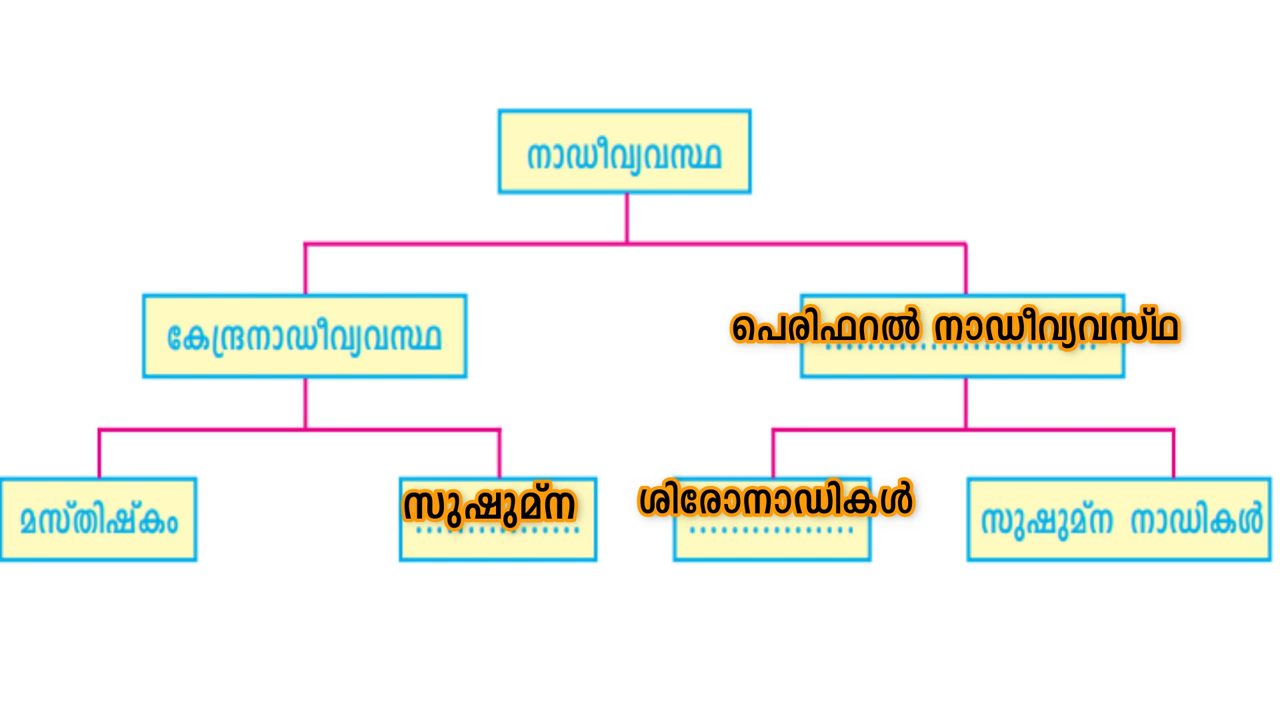 നാഡീവ്യവസ്ഥ
കേന്ദ്രനാഡീവ്യവസ്ഥ
പെരിഫറൽ നാഡീവ്യവസ്ഥ
മസ്തിഷ്കം
സുഷുമ്ന
ശിരോനാഡികൾ
സുഷുമ്ന നാഡികൾ